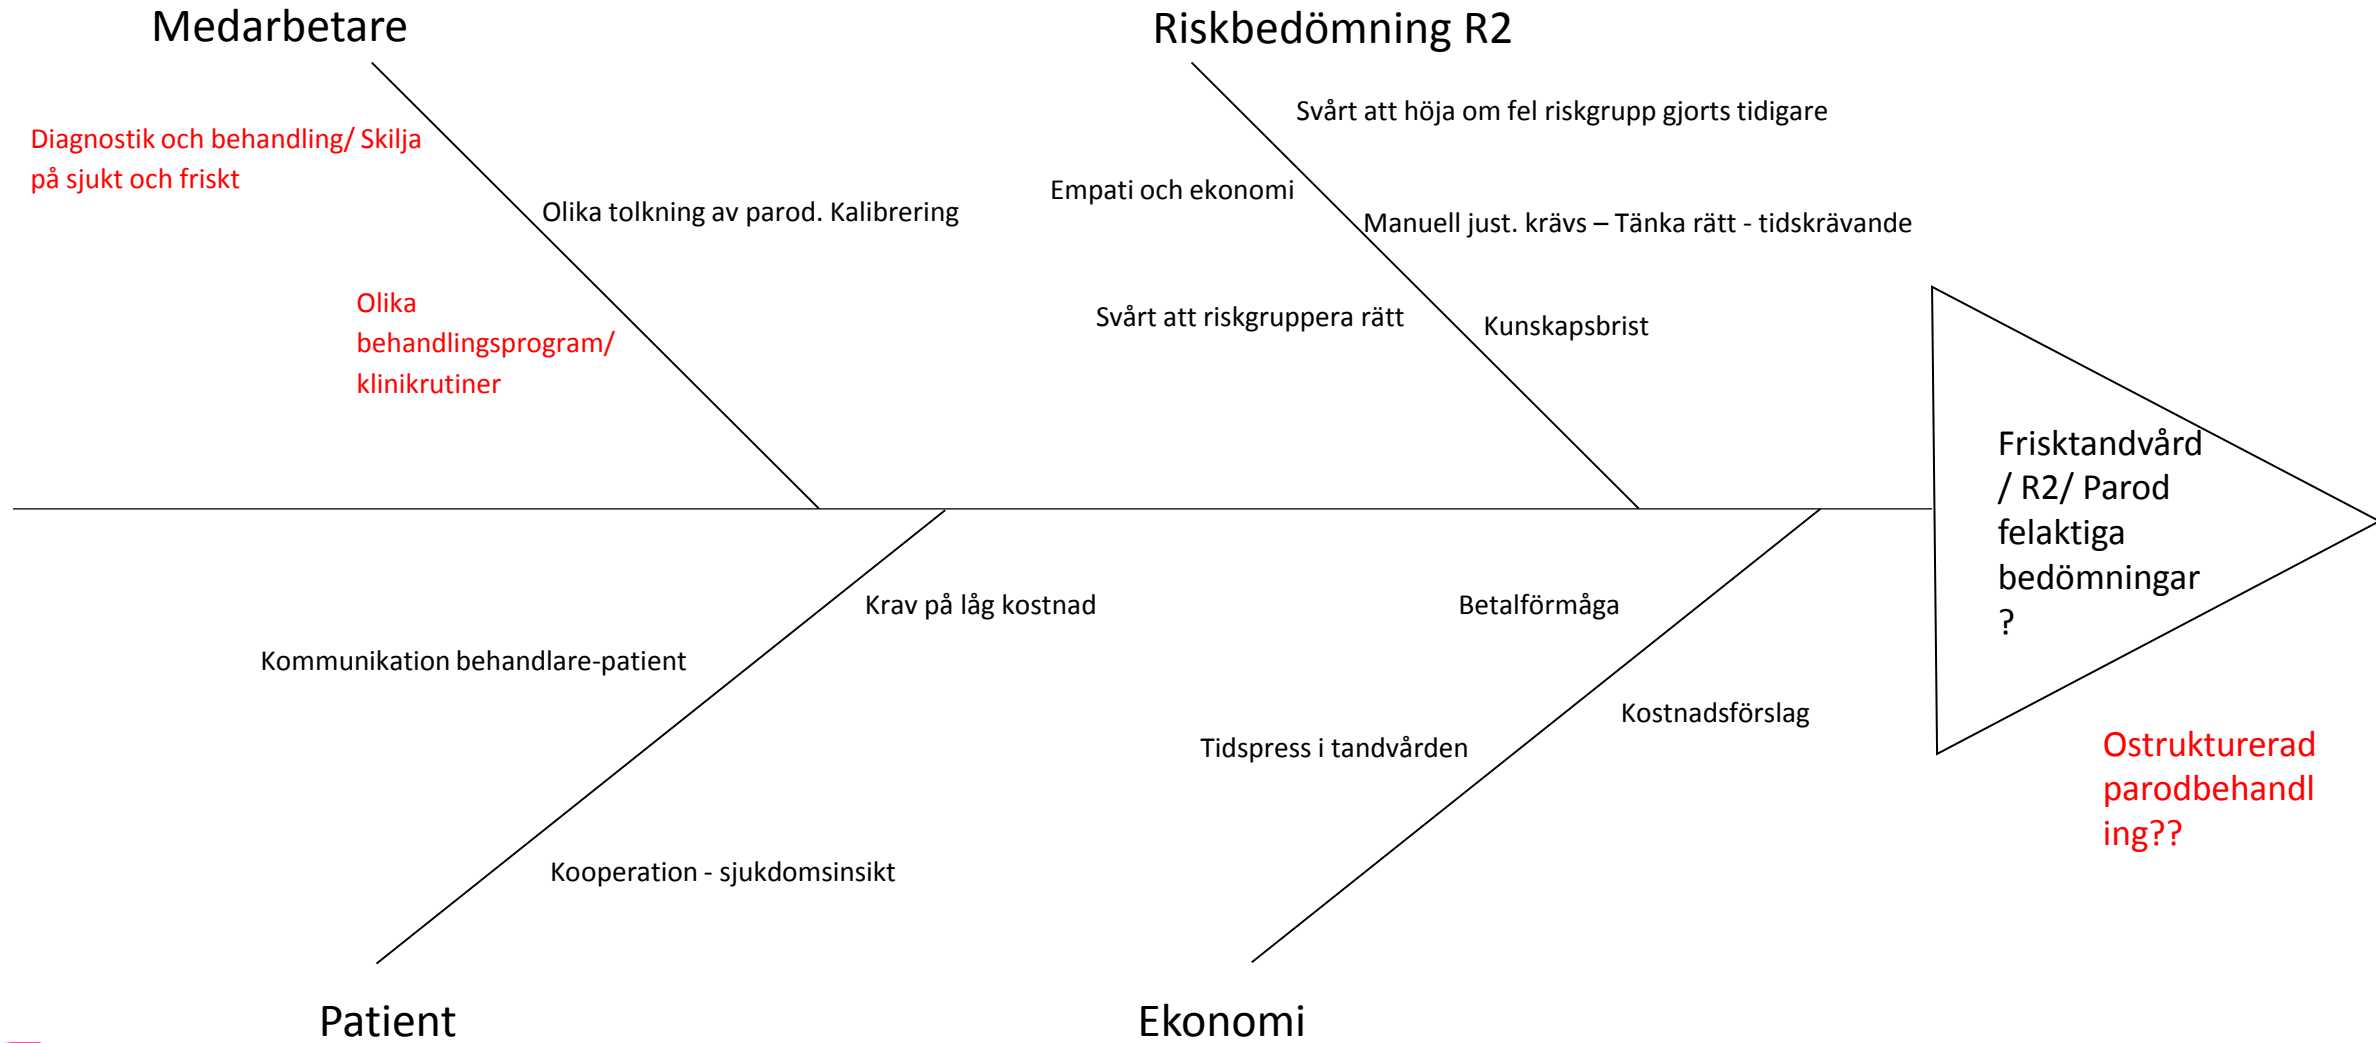 Medarbetare
Riskbedömning R2
Svårt att höja om fel riskgrupp gjorts tidigare
Diagnostik och behandling/ Skilja
på sjukt och friskt
Empati och ekonomi
Olika tolkning av parod. Kalibrering
Manuell just. krävs – Tänka rätt - tidskrävande
Olika
behandlingsprogram/
klinikrutiner
Svårt att riskgruppera rätt
Kunskapsbrist
Frisktandvård
/ R2/ Parod
felaktiga
bedömningar
?
Krav på låg kostnad
Betalförmåga
Kommunikation behandlare-patient
Kostnadsförslag
Tidspress i tandvården
Ostrukturerad
parodbehandl
ing??
Kooperation - sjukdomsinsikt
Patient
Ekonomi